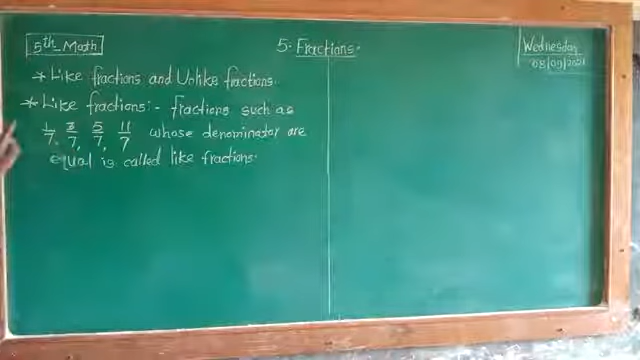 5th Math
5. Fractions.
Wednesday
08/09/2021
* Like fractions and Unlike fractions.
* Like fractions:- Fractions such as
1/7, 3/7, 5/7, 11/7 whose denominator are
equal is called like fractions.